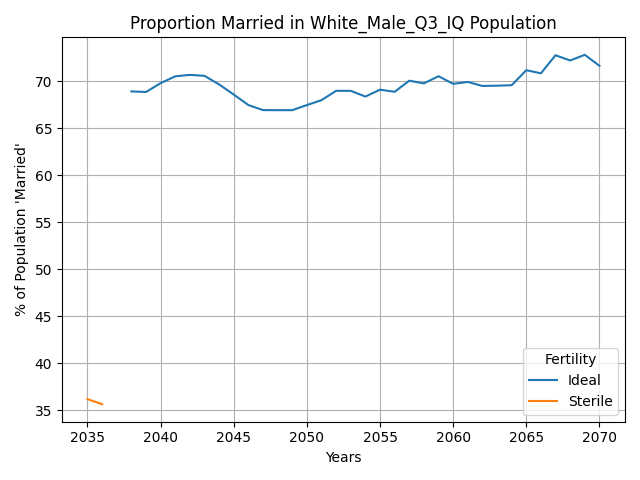 Proportion Married in White_Male_Q3_IQ Population
% of Population 'Married'
70
65
60
55
50
45
40
35
2035 2040 2045 2050 2055 2060 2065 2070
Years
Fertility
Ideal
Sterile